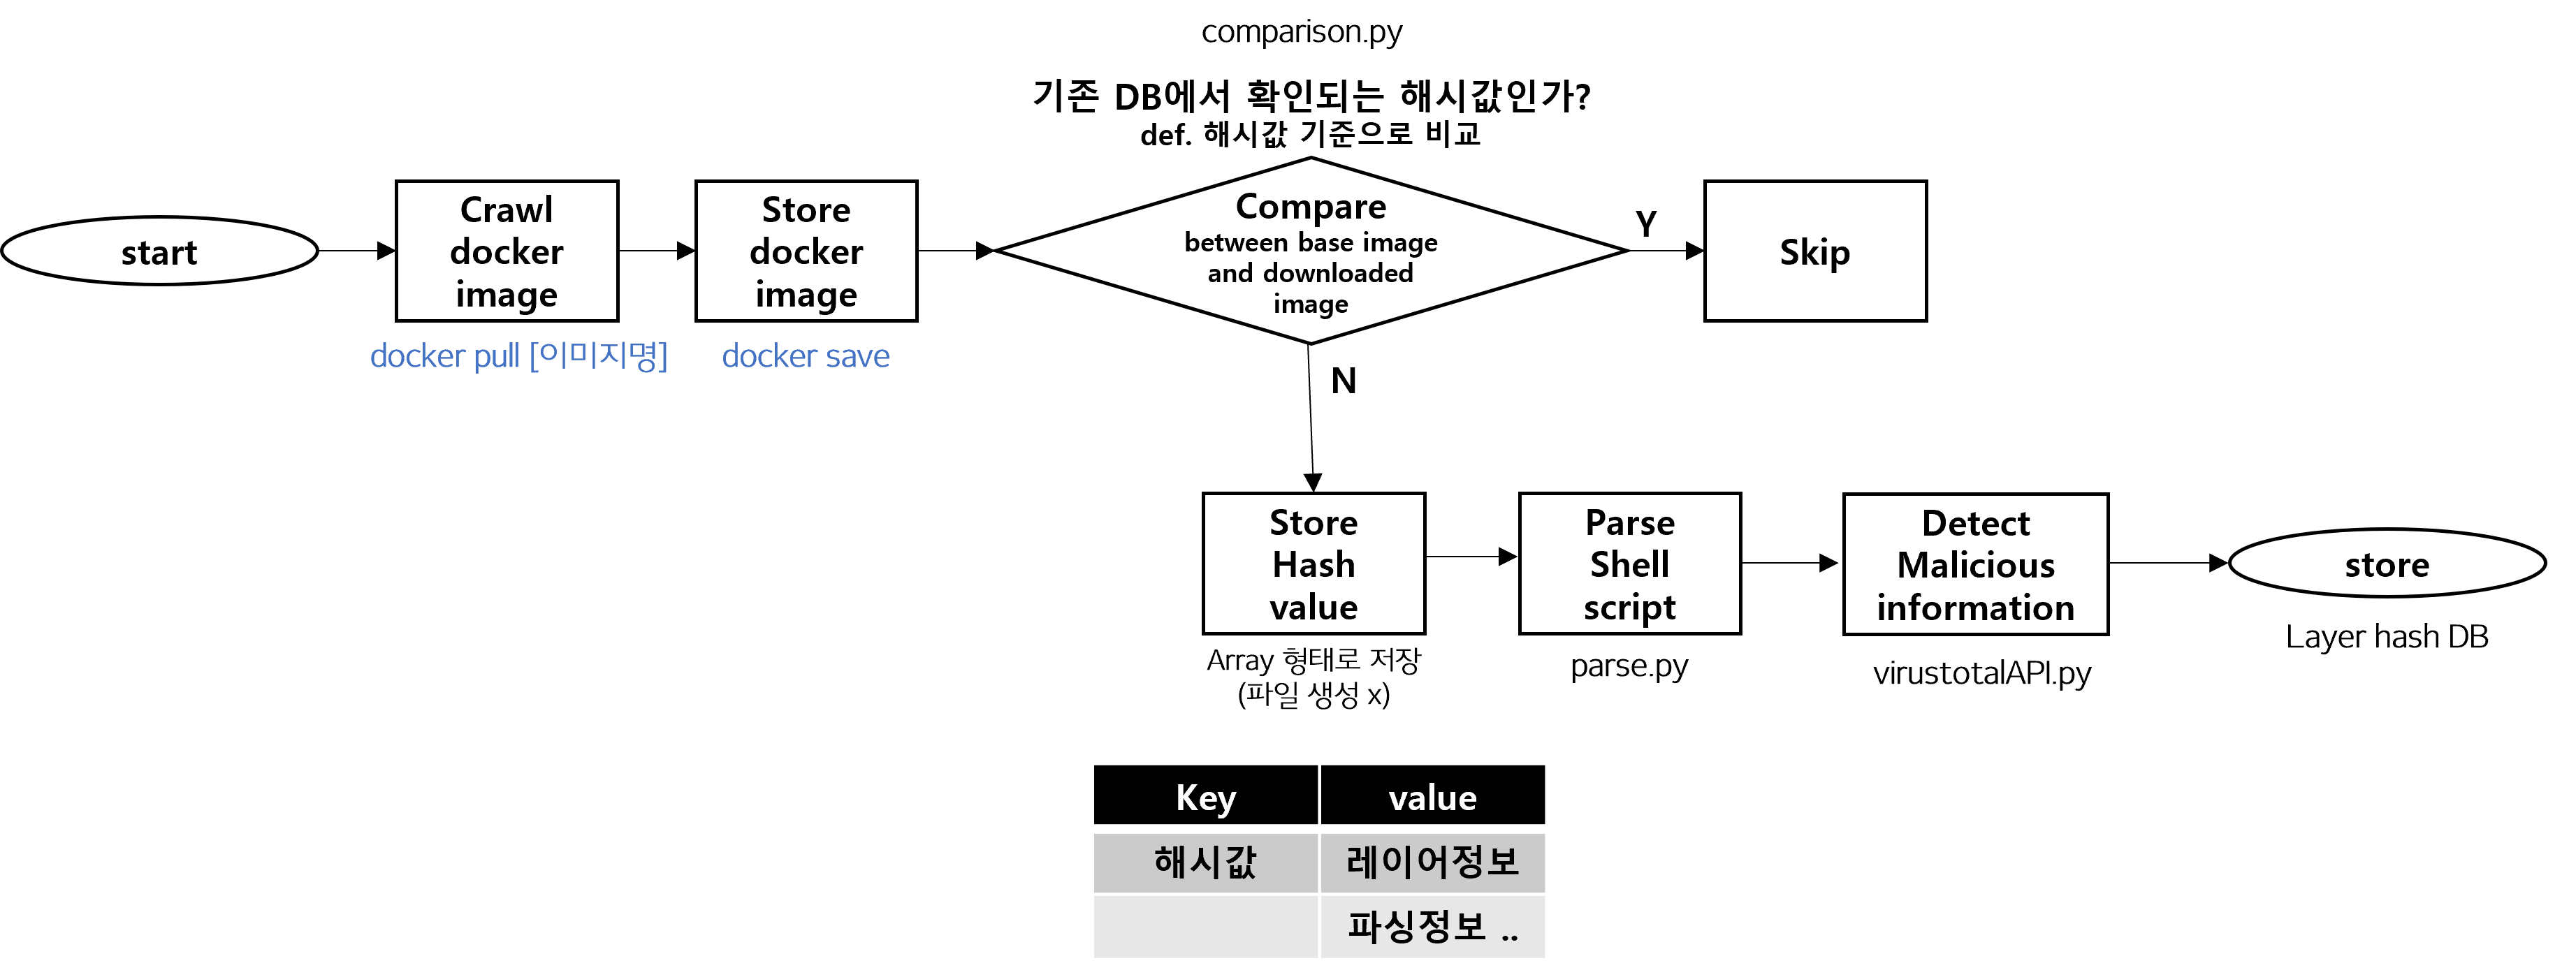 comparison.py
기존 DB에서 확인되는 해시값인가?
def. 해시값 기준으로 비교
start
Crawl
docker
image
docker pull [이미지명]
Store
docker
image
docker save
Compare
between base image
and downloaded
image
Y
Skip
N
Store
Hash
value
Array 형태로 저장
(파일 생성 x)
Parse
Shell
script
parse.py
Detect
Malicious
information
virustotalAPI.py
store
Layer hash DB
Key value
해시값 레이어정보
파싱정보 ..